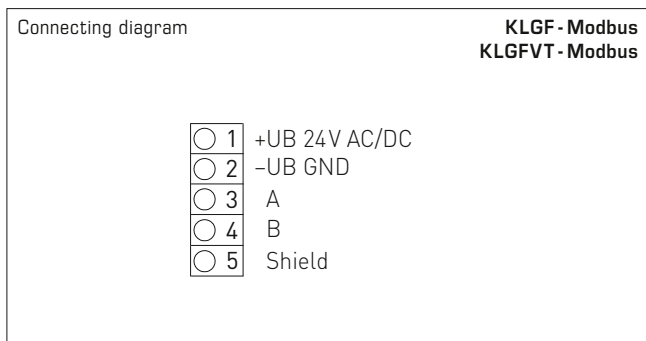 Connecting diagram
KLGF - Modbus
KLGFVT - Modbus
1 +UB 24V AC/DC
2 –UB GND
3 A
4 B
5 Shield